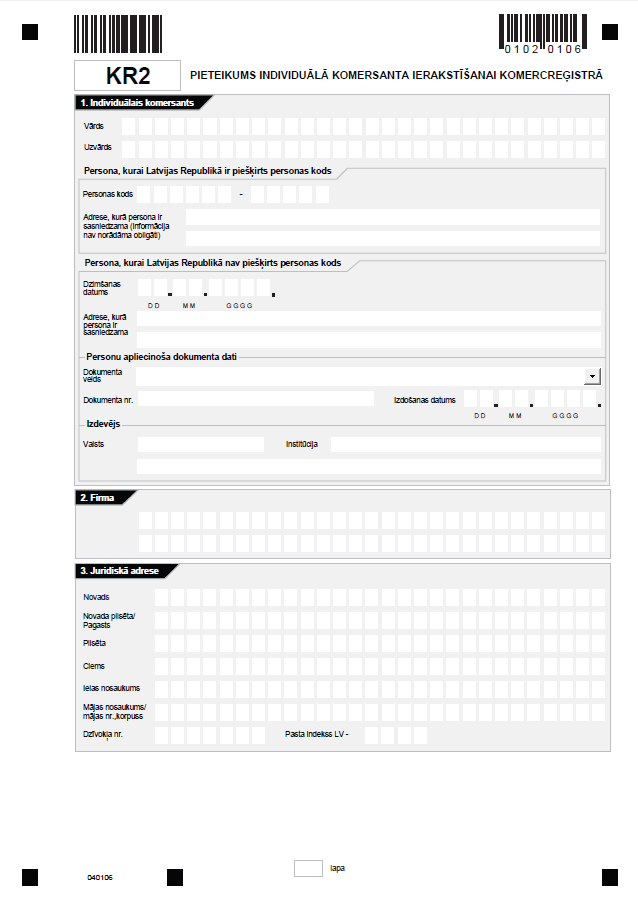 0102 0106
KR2
PIETEIKUMS INDIVIDUĀLĀ KOMERSANTA IERAKSTĪŠANAI KOMERCREĢISTRĀ
1. Individuālais komersants
Vārds
Uzvārds
Persona, kurai Latvijas Republikā ir piešķirts personas kods
Personas kods -
Adrese, kurā persona ir
sasniedzama (informācija
nav norādāma obligāti)
Persona, kurai Latvijas Republikā nav piešķirts personas kods
Dzimšanas
datums
DD MM GGGG
Adrese, kurā
persona ir
sasniedzama
Personu apliecinoša dokumenta dati
Dokumenta
veids
Dokumenta nr. Izdošanas datums
DD MM GGGG
Izdevējs
Valsts Institūcija
2. Firma
3. Juridiskā adrese
Novads
Novada pilsēta/
Pagasts
Pilsēta
Ciems
Ielas nosaukums
Mājas nosaukums/
mājas nr.,korpuss
Dzīvokļa nr. Pasta indekss LV -
lapa
040106